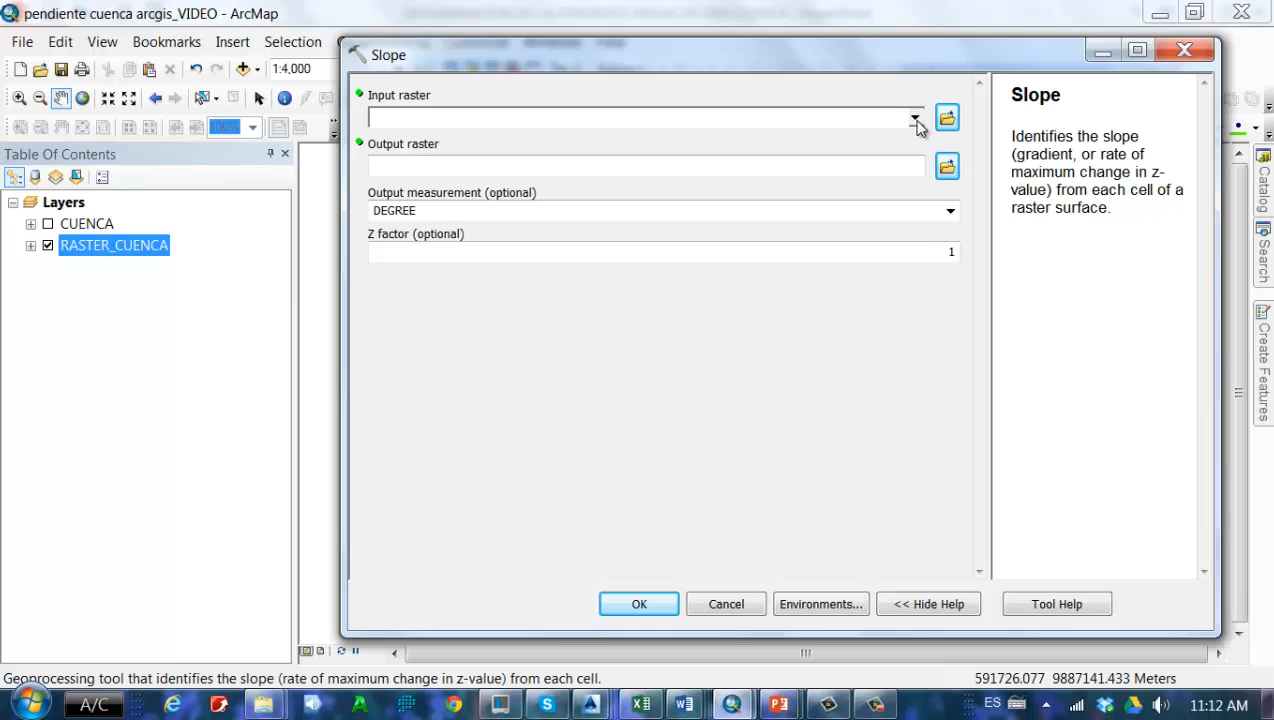 pendiente cuenca arcgis_VIDEO - ArcMap
File Edit View Bookmarks Insert Selection
1:4,000
100%
Table Of Contents
Layers
CUENCA
RASTER_CUENCA
Slope
Input raster
Output raster
Output measurement (optional)
DEGREE
Z factor (optional)
1
OK
Cancel
Environments...
<< Hide Help
Tool Help
Slope
Identifies the slope
(gradient, or rate of
maximum change in z-
value) from each cell of a
raster surface.
Catalog
Search
Create Features
Geoprocessing tool that identifies the slope (rate of maximum change in z-value) from each cell.
591726.077 9887141.433 Meters
A/C
ES
11:12 AM